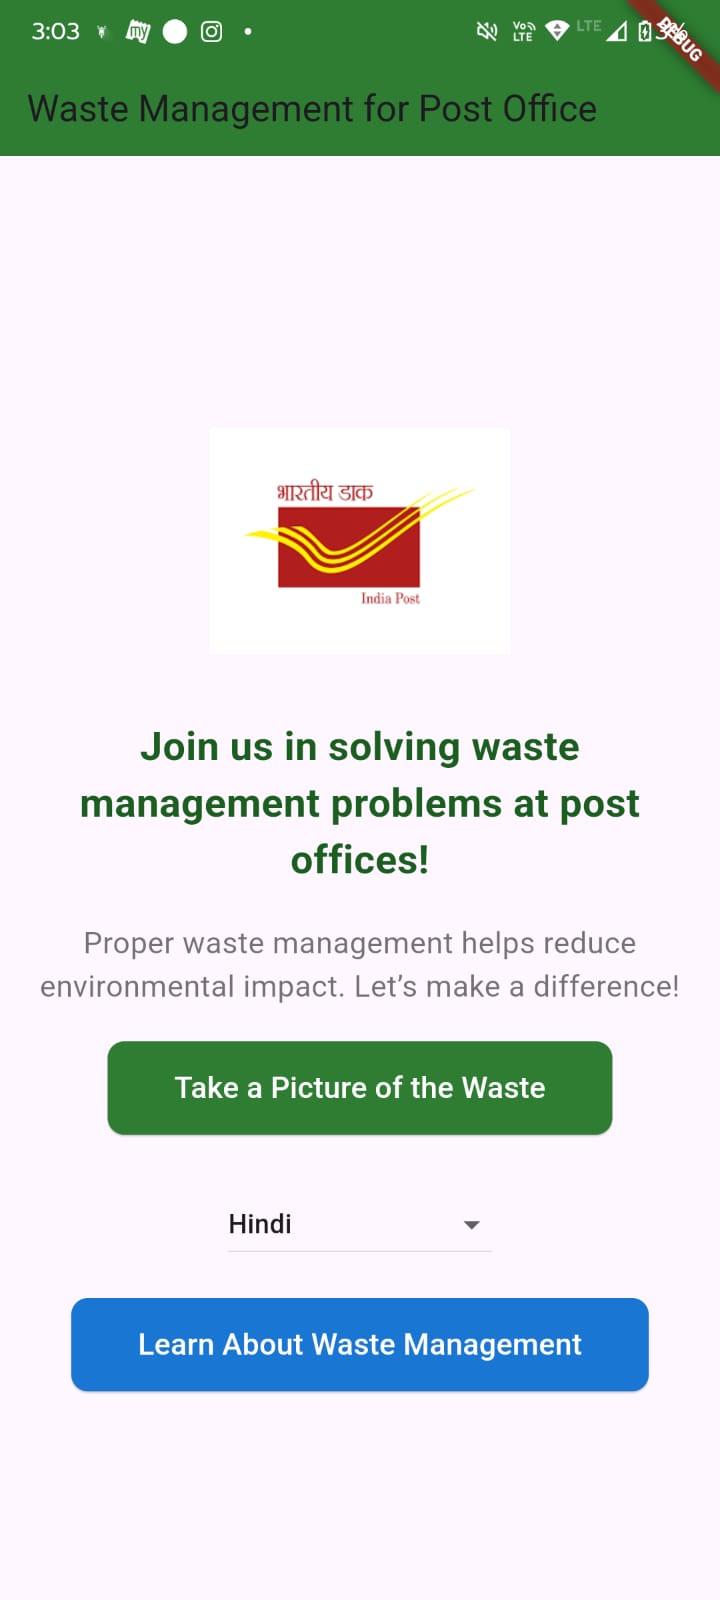 3:03
my
Vo
LTE
LTE
DEBUG
Waste Management for Post Office
भारतीय डाक
India Post
Join us in solving waste
management problems at post
offices!
Proper waste management helps reduce
environmental impact. Let’s make a difference!
Take a Picture of the Waste
Hindi
Learn About Waste Management